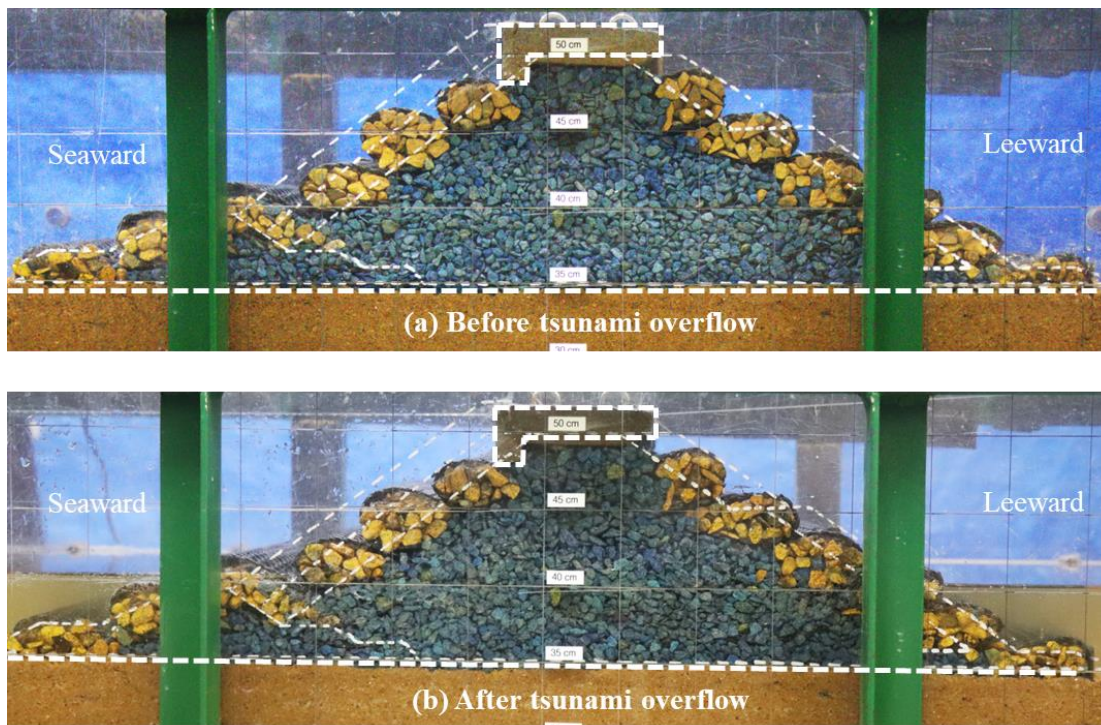 50 cm
45 cm
Seaward
Leeward
40 cm
35 cm
(a) Before tsunami overflow
30 cm
50 cm
Seaward
45 cm
Leeward
40 cm
35 cm
(b) After tsunami overflow